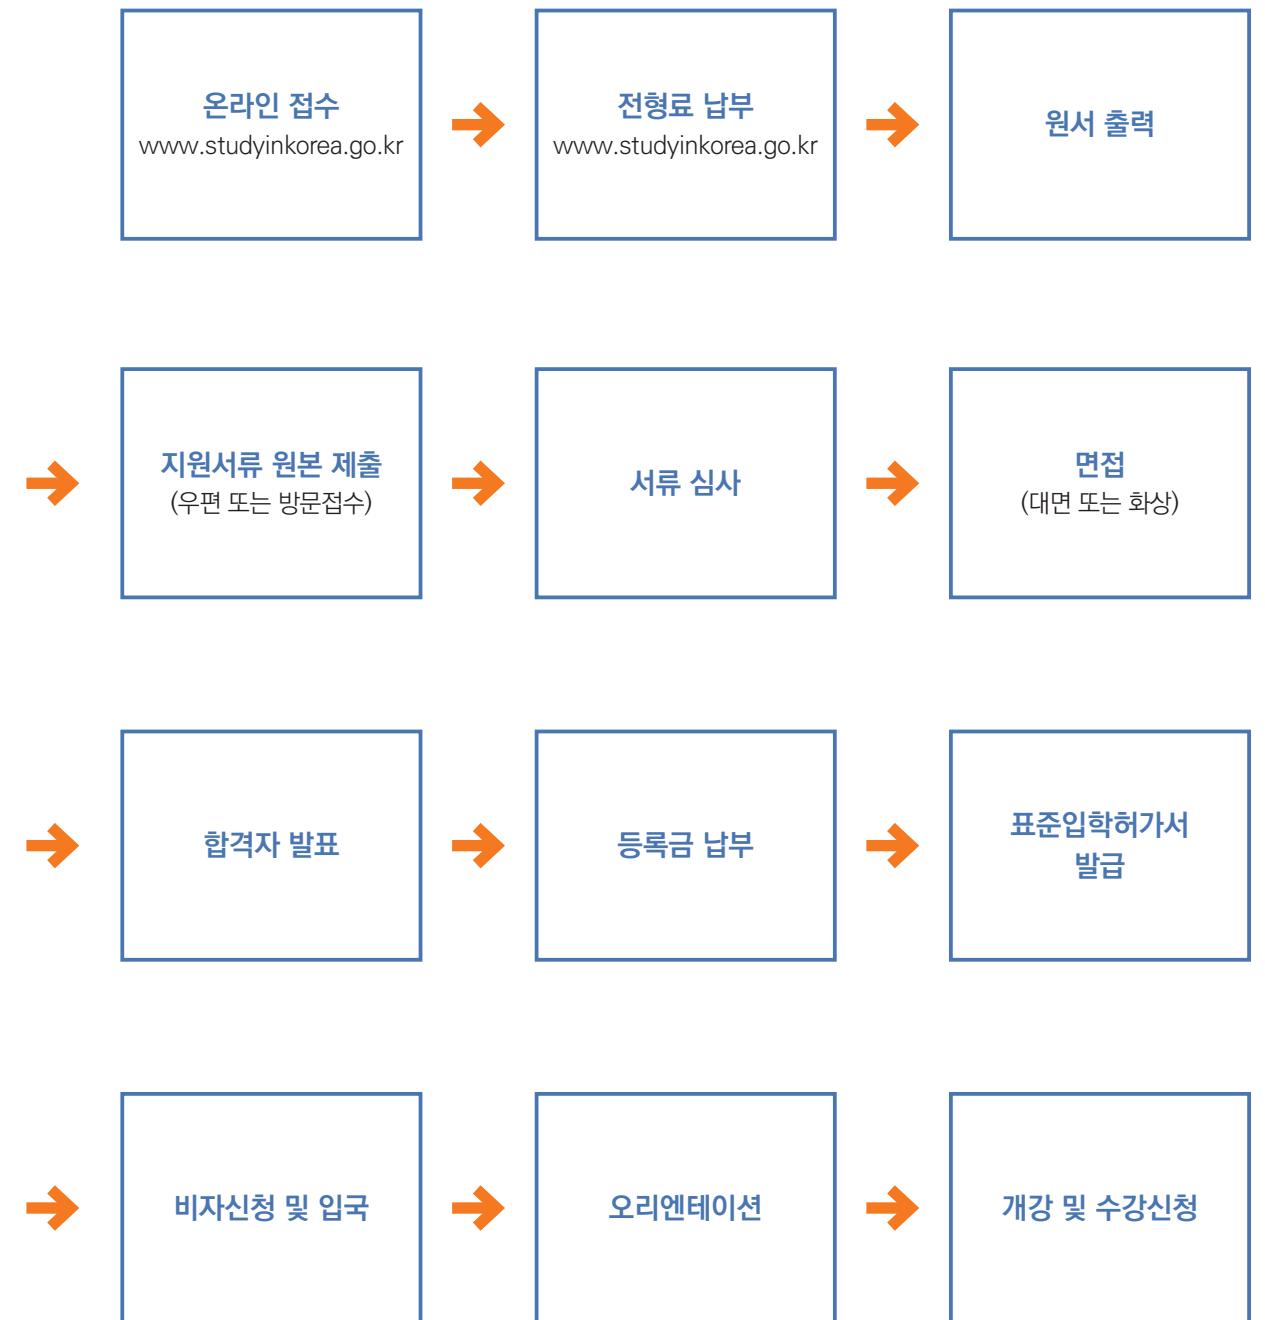 온라인 접수
www.studyinkorea.go.kr
전형료 납부
www.studyinkorea.go.kr
원서 출력
지원서류 원본 제출
(우편 또는 방문접수)
서류 심사
면접
(대면 또는 화상)
합격자 발표
등록금 납부
표준입학허가서
발급
비자신청 및 입국
오리엔테이션
개강 및 수강신청